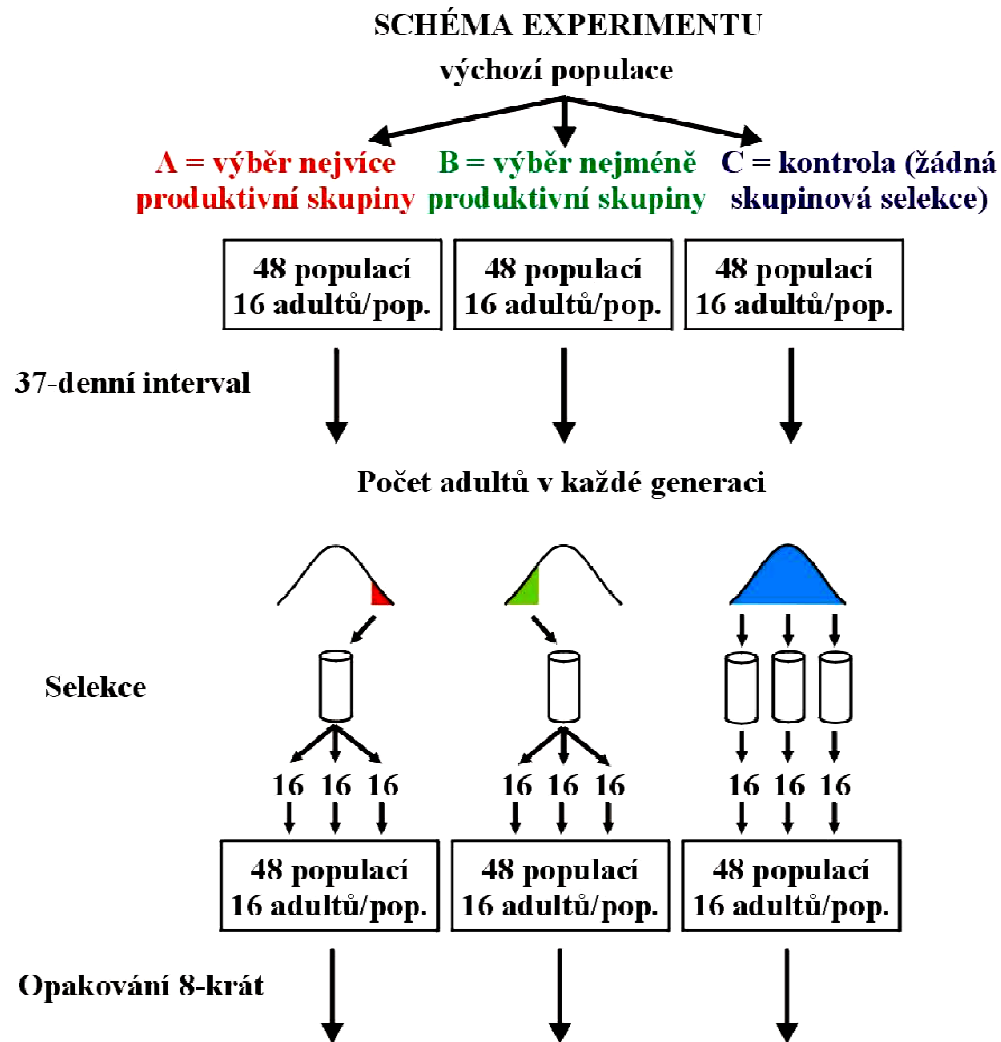 SCHÉMA EXPERIMENTU
výchozí populace
A = výběr nejvíce
produktivní skupiny
B = výběr nejméně
produktivní skupiny
C = kontrola (žádná
skupinová selekce)
48 populací
16 adultů/pop.
48 populací
16 adultů/pop.
48 populací
16 adultů/pop.
37-denní interval
Počet adultů v každé generaci
Selekce
16 16 16
16 16 16
16 16 16
48 populací
16 adultů/pop.
48 populací
16 adultů/pop.
48 populací
16 adultů/pop.
Opakování 8-krát